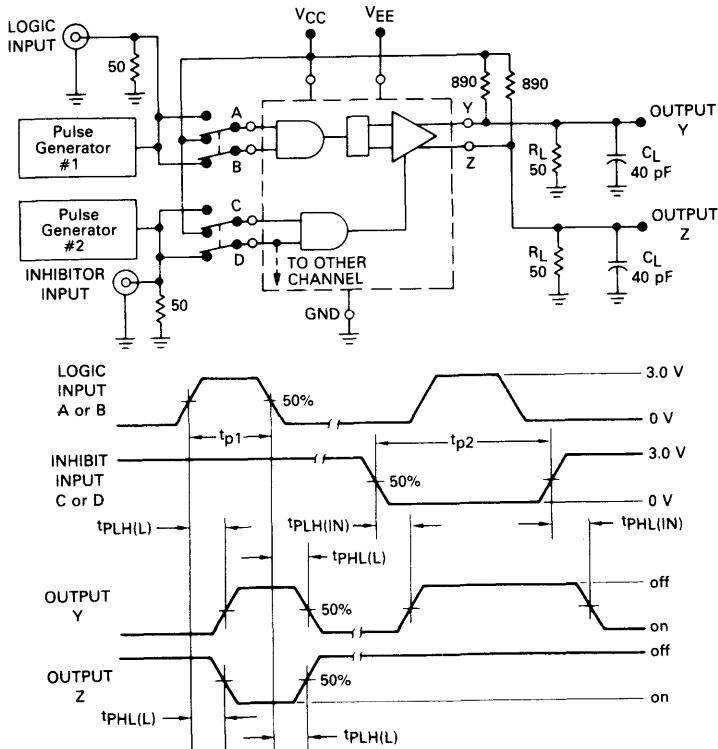 LOGIC
INPUT
50
VCC
VEE
890
890
Pulse
Generator
#1
A
B
Y
Z
OUTPUT
Y
RL
50
CL
40 pF
Pulse
Generator
#2
C
D
TO OTHER
CHANNEL
OUTPUT
Z
RL
50
CL
40 pF
INHIBITOR
INPUT
50
GND
LOGIC
INPUT
A or B
50%
3.0 V
0 V
tp1
tp2
INHIBIT
INPUT
C or D
50%
3.0 V
0 V
tPLH(L)
tPLH(IN)
tPHL(IN)
tPHL(L)
OUTPUT
Y
50%
off
on
OUTPUT
Z
50%
off
on
tPHL(L)
tPLH(L)